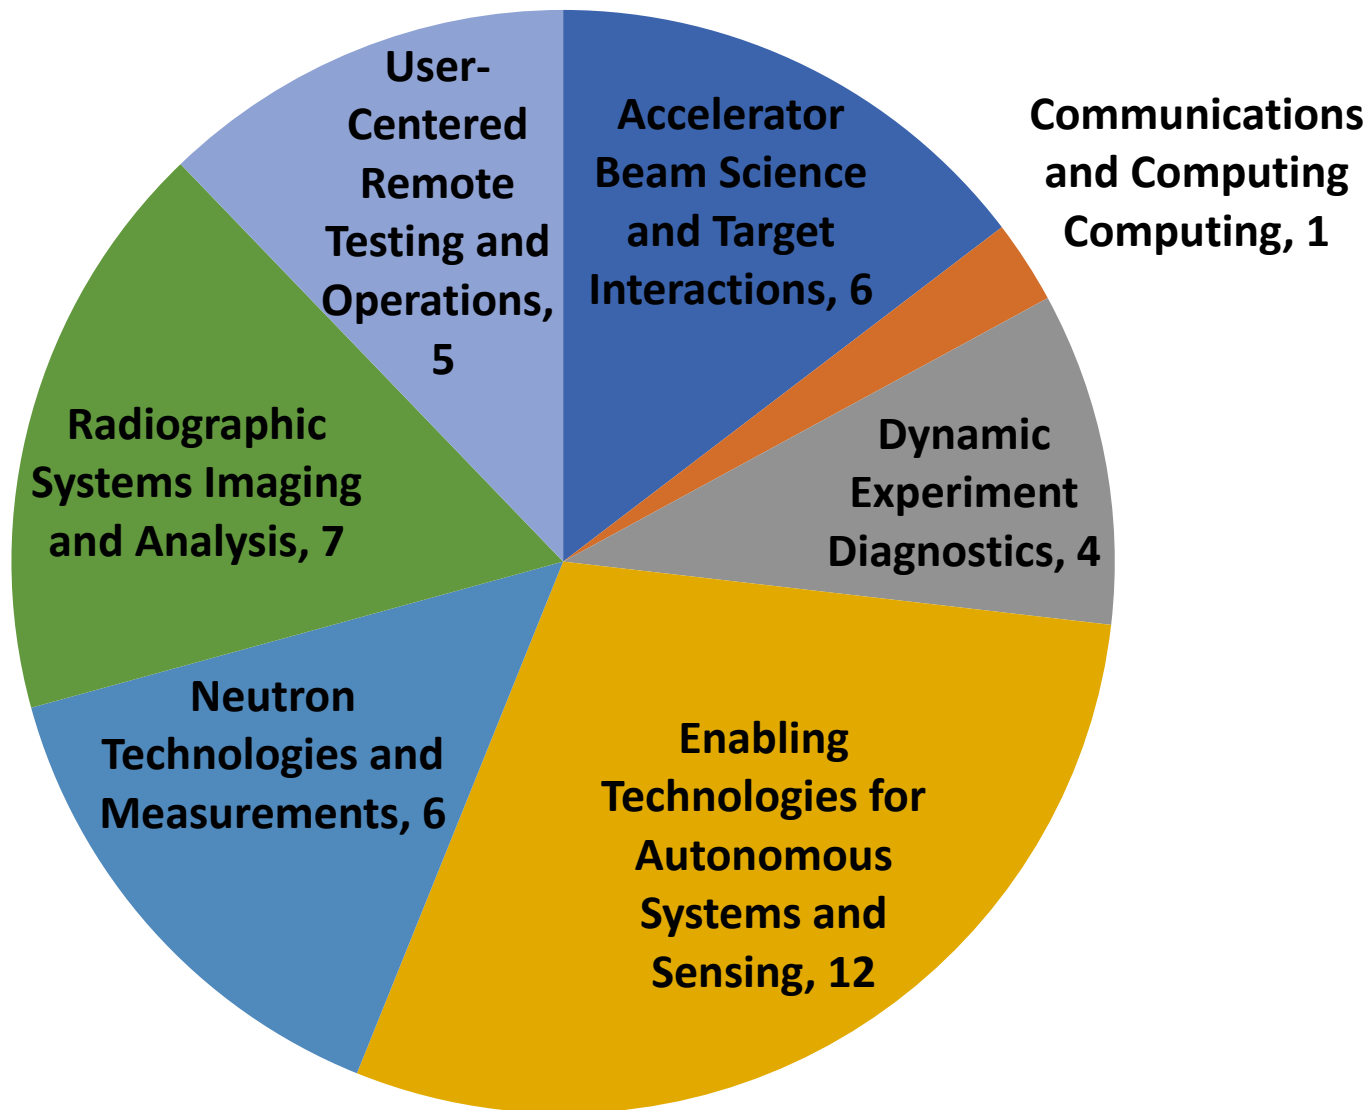 User-
Centered
Remote
Testing and
Operations,
5
Accelerator
Beam Science
and Target
Interactions, 6
Communications
and Computing
Computing, 1
Radiographic
Systems Imaging
and Analysis, 7
Dynamic
Experiment
Diagnostics, 4
Neutron
Technologies and
Measurements, 6
Enabling
Technologies for
Autonomous
Systems and
Sensing, 12